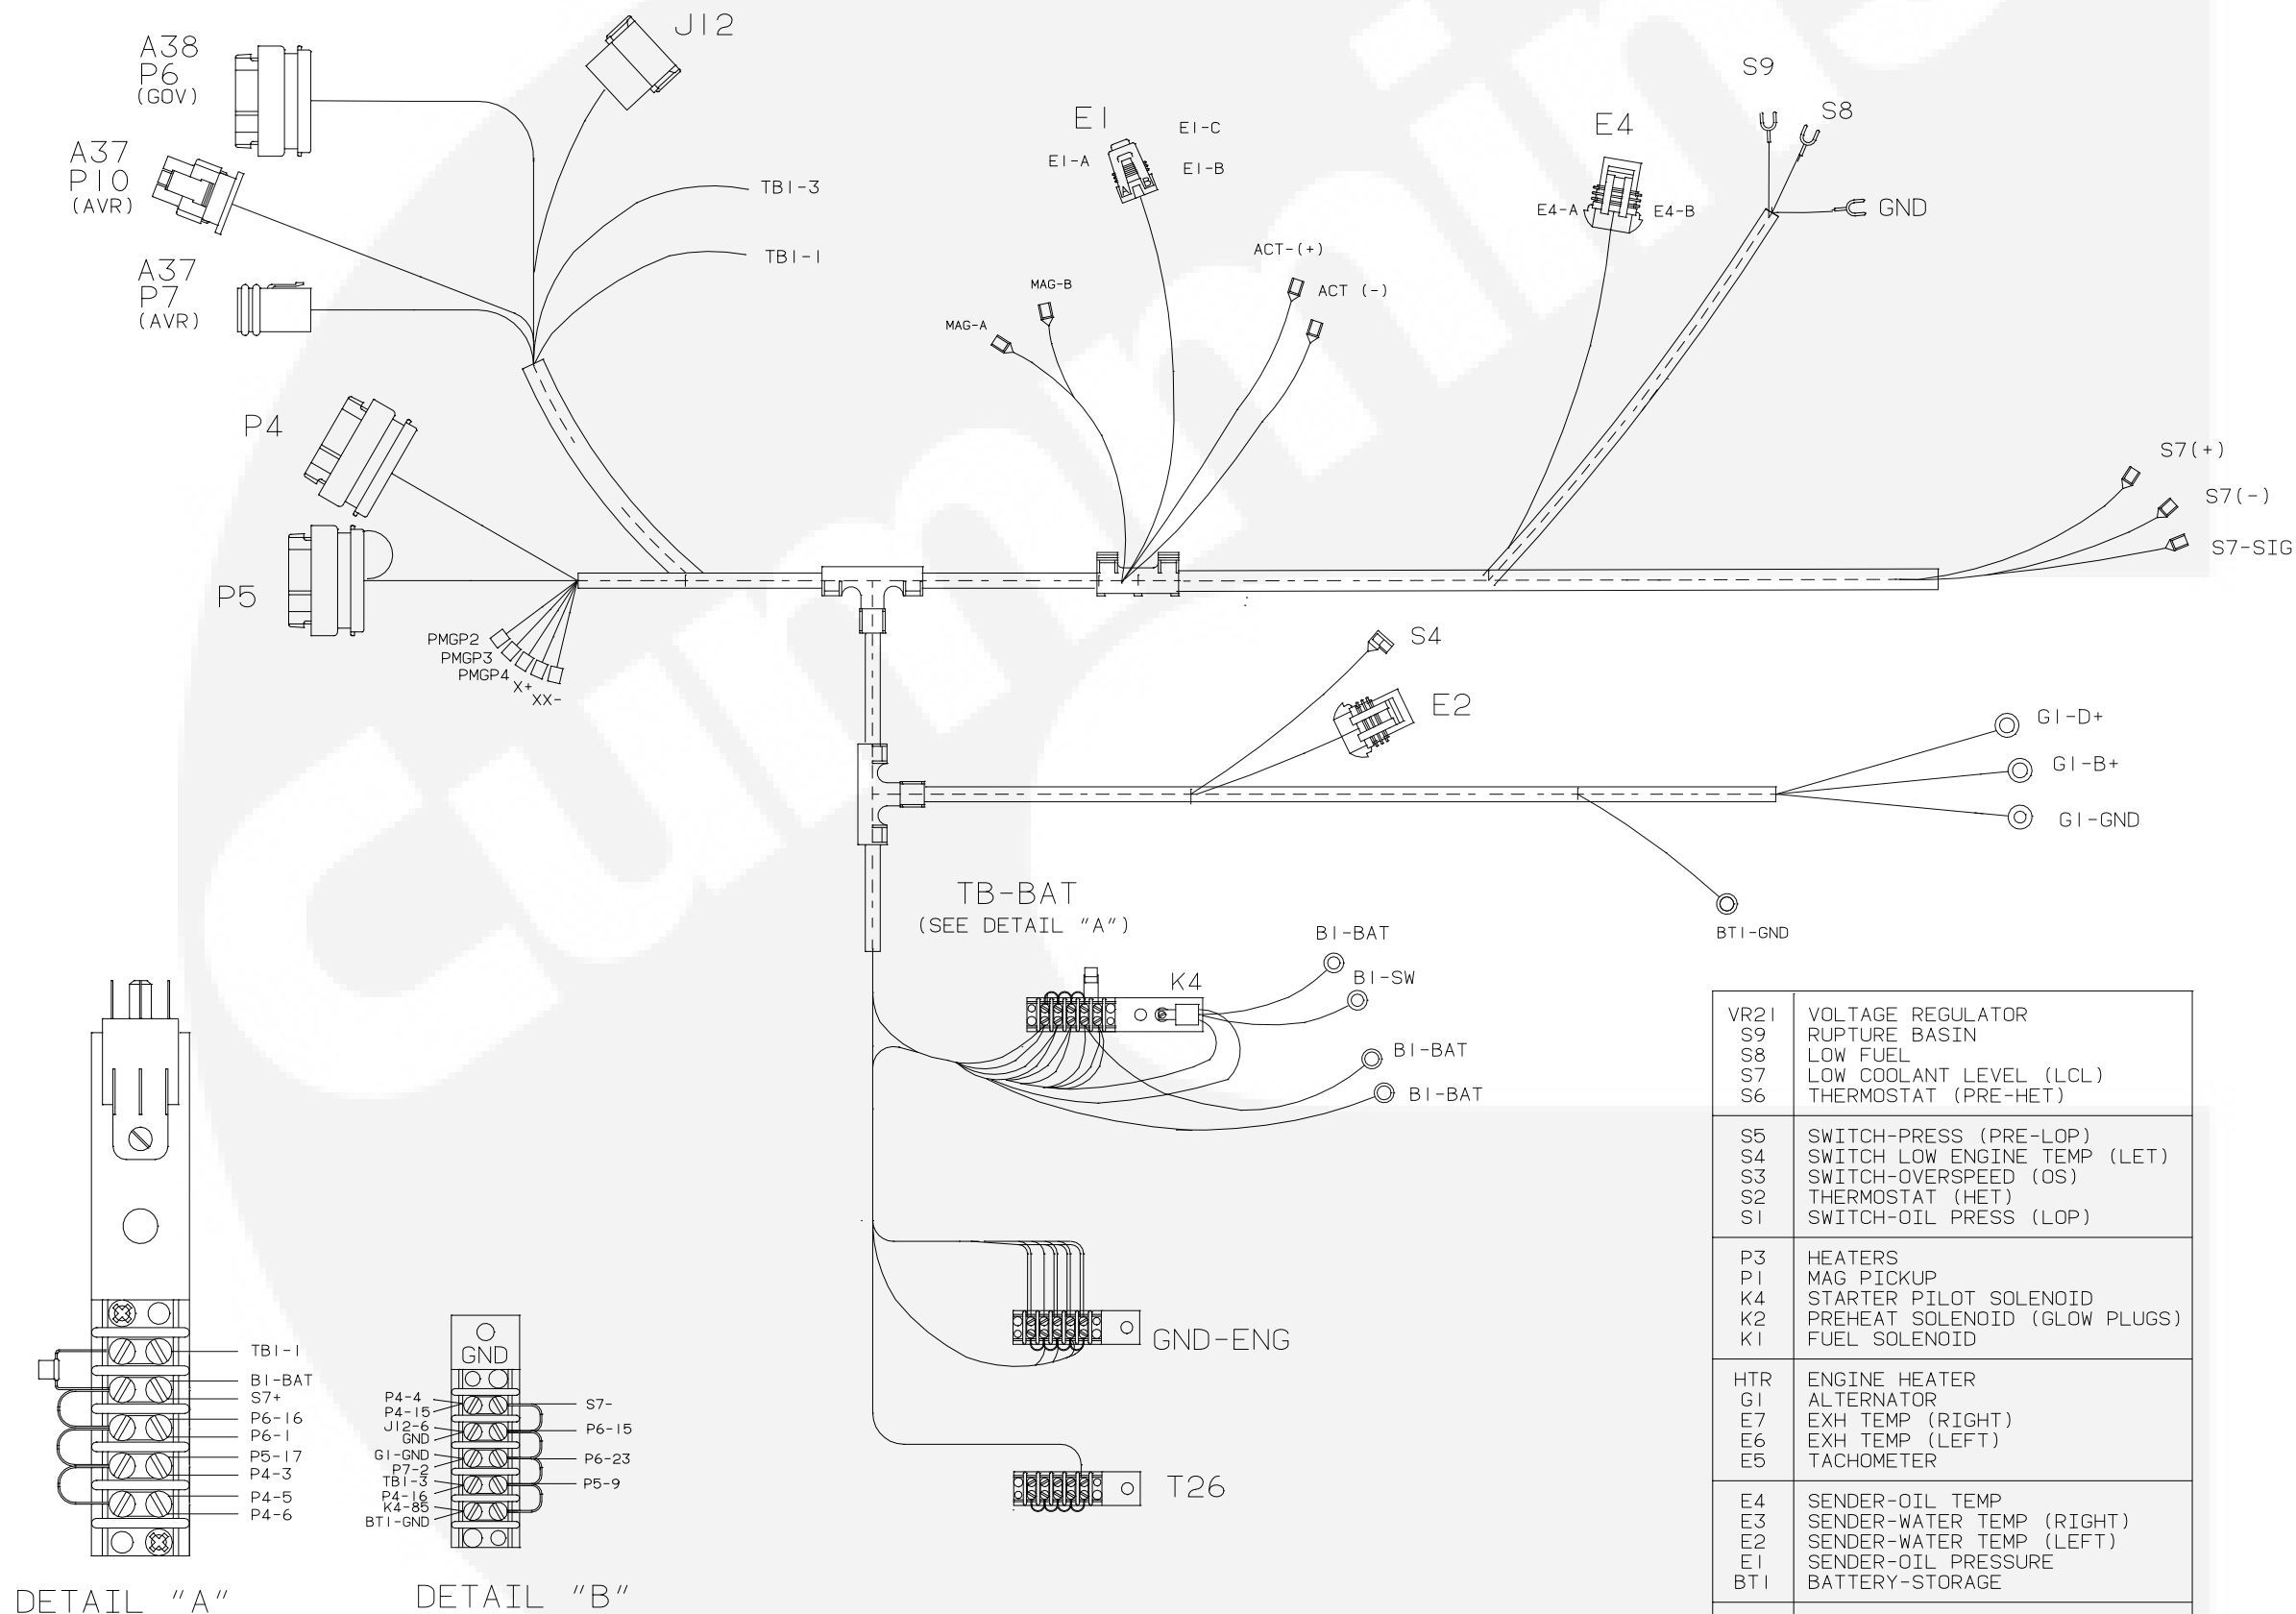 A38
P6
(GOV)
J12
A37
P10
(AVR)
TB1-3
TB1-1
A37
P7
(AVR)
E1
E1-C
E1-A
E1-B
A B
MAG-B
MAG-A
ACT-(+)
ACT (-)
E4
E4-A
E4-B
S9
S8
GND
P4
P5
PMGP2
PMGP3
PMGP4
X+
XX-
S7(+)
S7(-)
S7-SIG
S4
E2
G1-D+
G1-B+
G1-GND
BT1-GND
TB-BAT
(SEE DETAIL "A")
K4
B1-BAT
B1-SW
B1-BAT
B1-BAT
GND-ENG
T26
TB1-1
B1-BAT
S7+
P6-16
P6-1
P5-17
P4-3
P4-5
P4-6
DETAIL "A"
GND
P4-4
P4-15
J12-6
GND
G1-GND
P7-2
TB1-3
P4-16
K4-85
BT1-GND
S7-
P6-15
P6-23
P5-9
DETAIL "B"
VR21 VOLTAGE REGULATOR
S9 RUPTURE BASIN
S8 LOW FUEL
S7 LOW COOLANT LEVEL (LCL)
S6 THERMOSTAT (PRE-HET)
S5 SWITCH-PRESS (PRE-LOP)
S4 SWITCH LOW ENGINE TEMP (LET)
S3 SWITCH-OVERSPEED (OS)
S2 THERMOSTAT (HET)
S1 SWITCH-OIL PRESS (LOP)
P3 HEATERS
P1 MAG PICKUP
K4 STARTER PILOT SOLENOID
K2 PREHEAT SOLENOID (GLOW PLUGS)
K1 FUEL SOLENOID
HTR ENGINE HEATER
G1 ALTERNATOR
E7 EXH TEMP (RIGHT)
E6 EXH TEMP (LEFT)
E5 TACHOMETER
E4 SENDER-OIL TEMP
E3 SENDER-WATER TEMP (RIGHT)
E2 SENDER-WATER TEMP (LEFT)
E1 SENDER-OIL PRESSURE
BT1 BATTERY-STORAGE
cummins